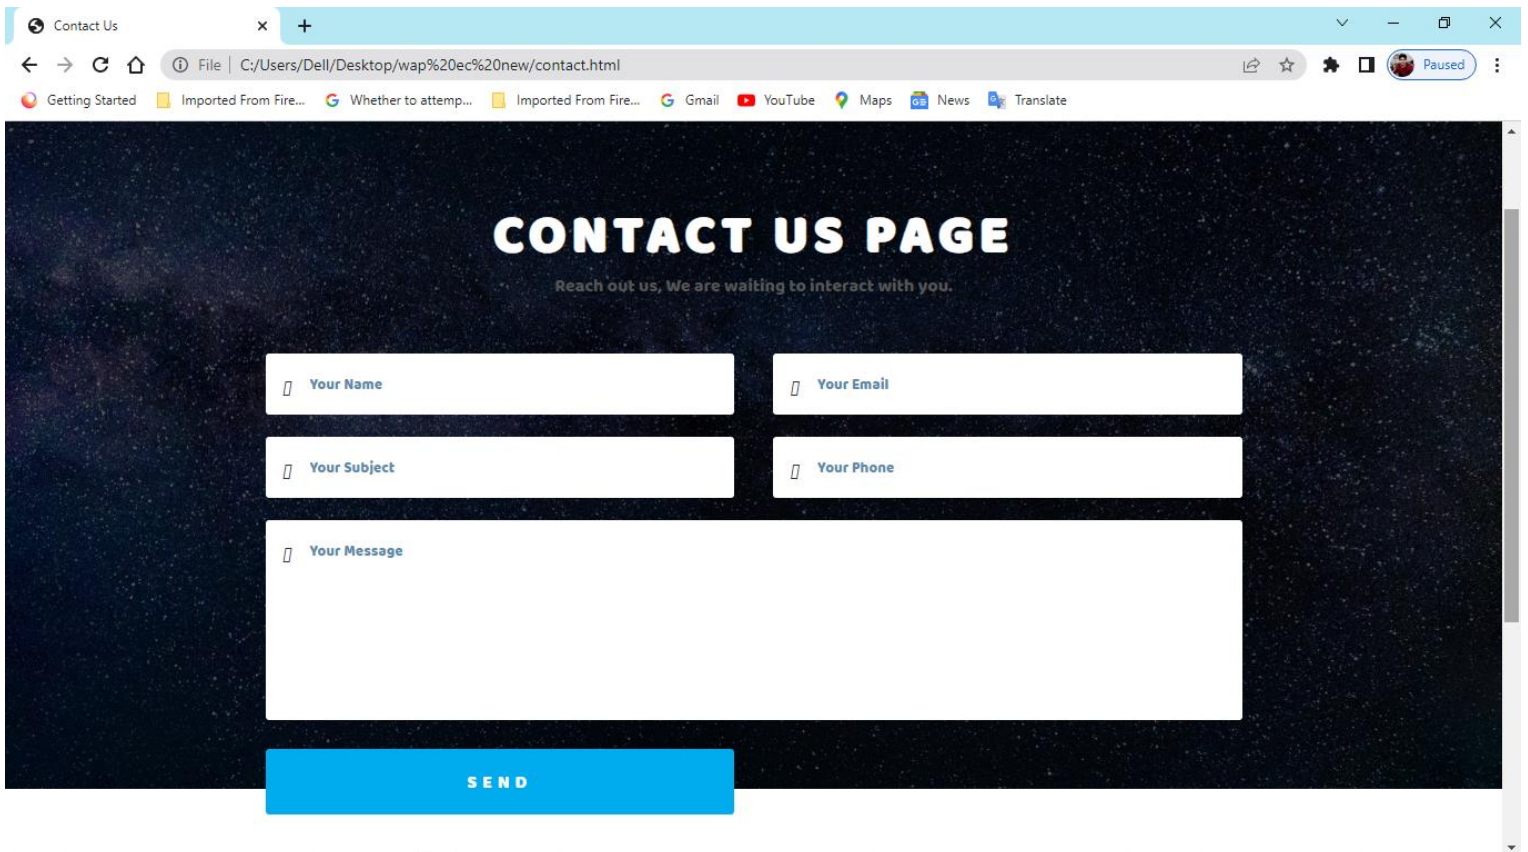 Contact Us
File | C:/Users/Dell/Desktop/wap%20ec%20new/contact.html Paused
Getting Started Imported From Fire... Whether to attemp... Imported From Fire... Gmail YouTube Maps News Translate
CONTACT US PAGE
Reach out us, We are waiting to interact with you.
Your Name Your Email
Your Subject Your Phone
Your Message
SEND